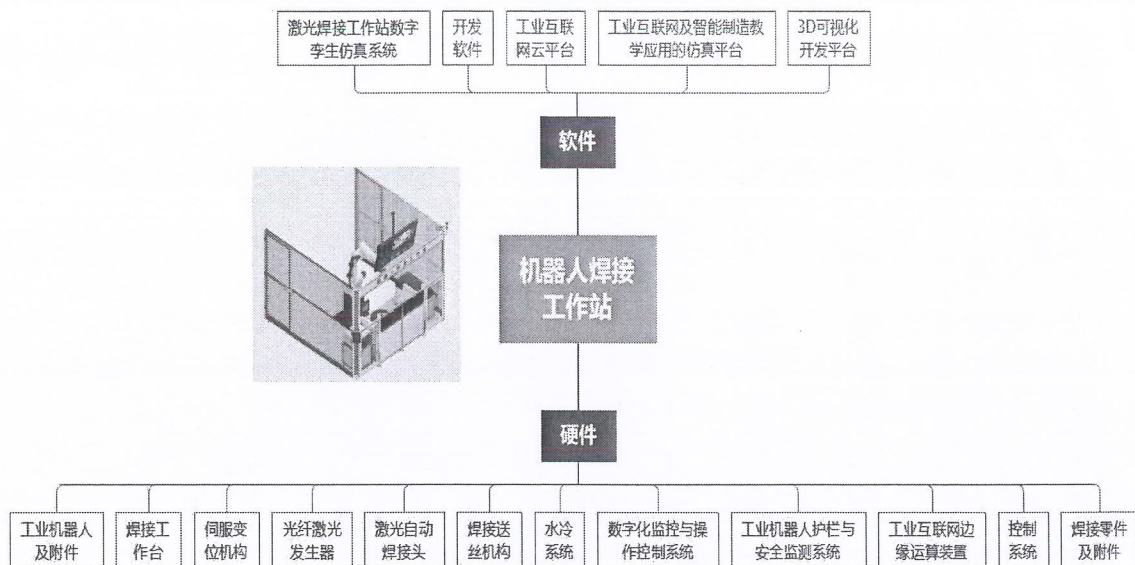 激光焊接工作站数字
孪生仿真系统
开发
软件
工业互联
网云平台
工业互联网及智能制造教
学应用的仿真平台
3D可视化
开发平台
软件
机器人焊接
工作站
硬件
工业机器人
及附件
焊接工
作台
伺服变
位机构
光纤激光
发生器
激光自动
焊接头
焊接送
丝机构
水冷
系统
数字化监控与操
作控制系统
工业机器人护栏与
安全监测系统
工业互联网边
缘运算装置
控制
系统
焊接零件
及附件